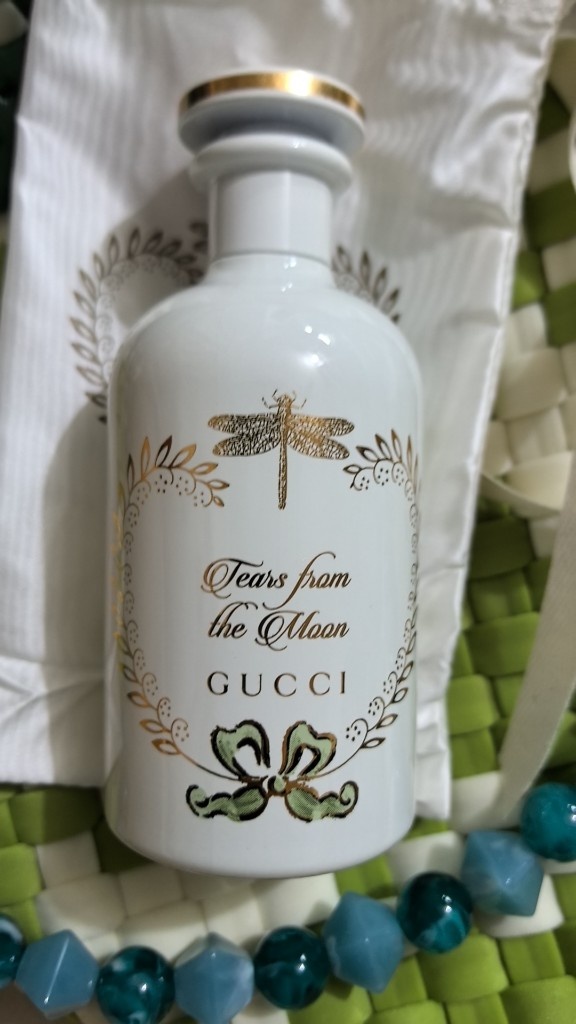 Tears from
the Moon
GUCCI